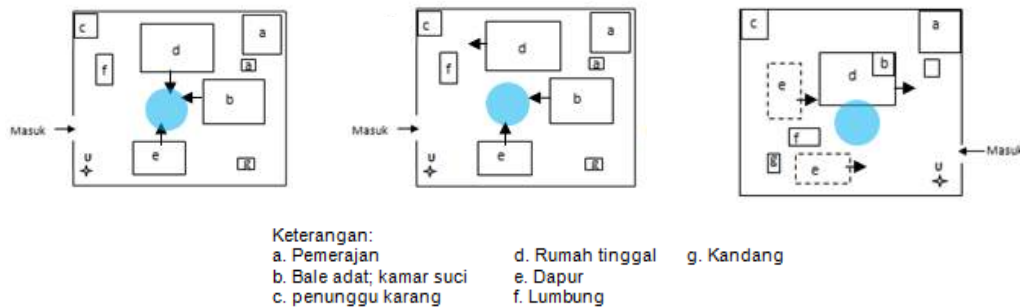 c
d
a
f
a
b
Masuk
e
U
g
c
d
a
f
a
b
Masuk
e
U
g
c
a
b
d
e
f
Masuk
g
e
U
Keterangan:
a. Pemerajan d. Rumah tinggal g. Kandang
b. Bale adat; kamar suci e. Dapur
c. penunggu karang f. Lumbung